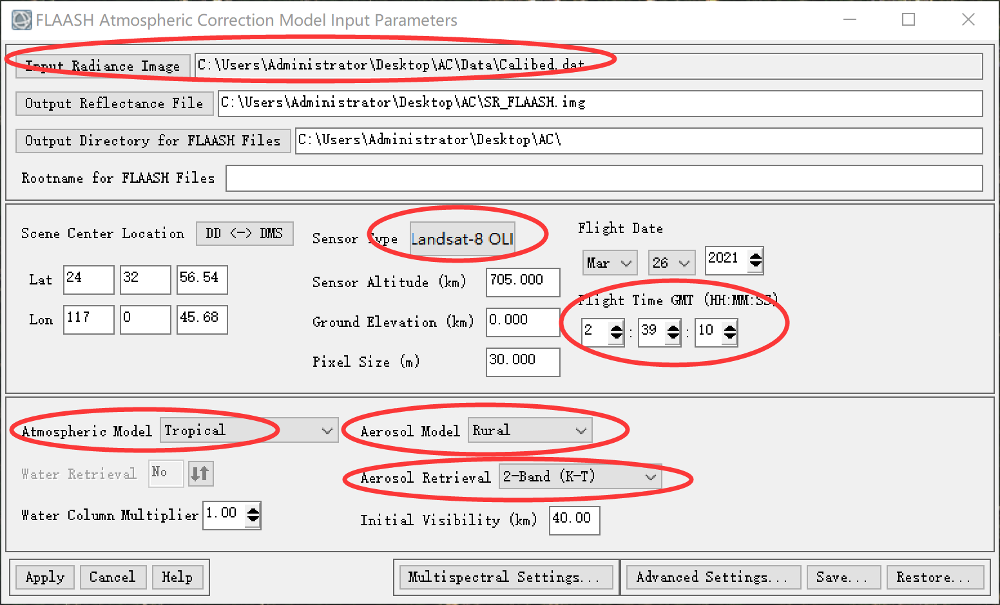 FLAASH Atmospheric Correction Model Input Parameters
Input Radiance Image C:\Users\Administrator\Desktop\AC\Data\Calibed.dat
Output Reflectance File C:\Users\Administrator\Desktop\AC\SR_FLAASH.img
Output Directory for FLAASH Files C:\Users\Administrator\Desktop\AC\
Rootname for FLAASH Files
Scene Center Location DD <-> DMS
Lat 24 32 56.54
Lon 117 0 45.68
Sensor Type Landsat-8 OLI
Sensor Altitude (km) 705.000
Ground Elevation (km) 0.000
Pixel Size (m) 30.000
Flight Date
Mar 26 2021
Flight Time GMT (HH:MM:SS)
2 : 39 : 10
Atmospheric Model Tropical
Water Retrieval No
Water Column Multiplier 1.00
Aerosol Model Rural
Aerosol Retrieval 2-Band (K-T)
Initial Visibility (km) 40.00
Apply Cancel Help Multispectral Settings... Advanced Settings... Save... Restore...